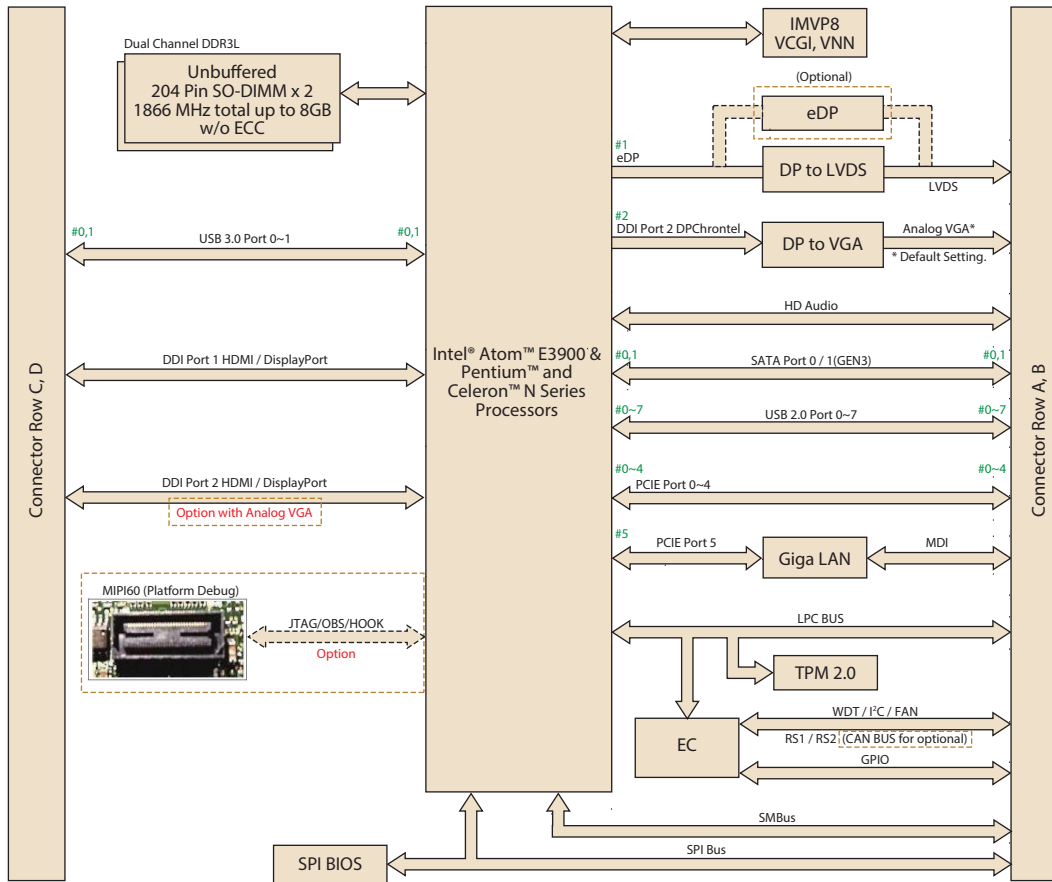 Dual Channel DDR3L
Unbuffered
204 Pin SO-DIMM x 2
1866 MHz total up to 8GB
w/o ECC
IMVP8
VCGI, VNN
(Optional)
eDP
#1
eDP
DP to LVDS
LVDS
#2
DDI Port 2 DPChrontel
DP to VGA
Analog VGA*
* Default Setting.
#0,1
USB 3.0 Port 0~1
#0,1
HD Audio
Connector Row C, D
DDI Port 1 HDMI / DisplayPort
Intel® Atom™ E3900 &
Pentium™ and
Celeron™ N Series
Processors
#0,1
SATA Port 0 / 1(GEN3)
#0,1
Connector Row A, B
#0~7
USB 2.0 Port 0~7
#0~7
DDI Port 2 HDMI / DisplayPort
Option with Analog VGA
#0~4
PCIE Port 0~4
#0~4
#5
PCIE Port 5
Giga LAN
MDI
MIPI60 (Platform Debug)
JTAG/OBS/HOOK
Option
LPC BUS
TPM 2.0
EC
WDT / I²C / FAN
RS1 / RS2 (CAN BUS for optional)
GPIO
SMBus
SPI BIOS
SPI Bus